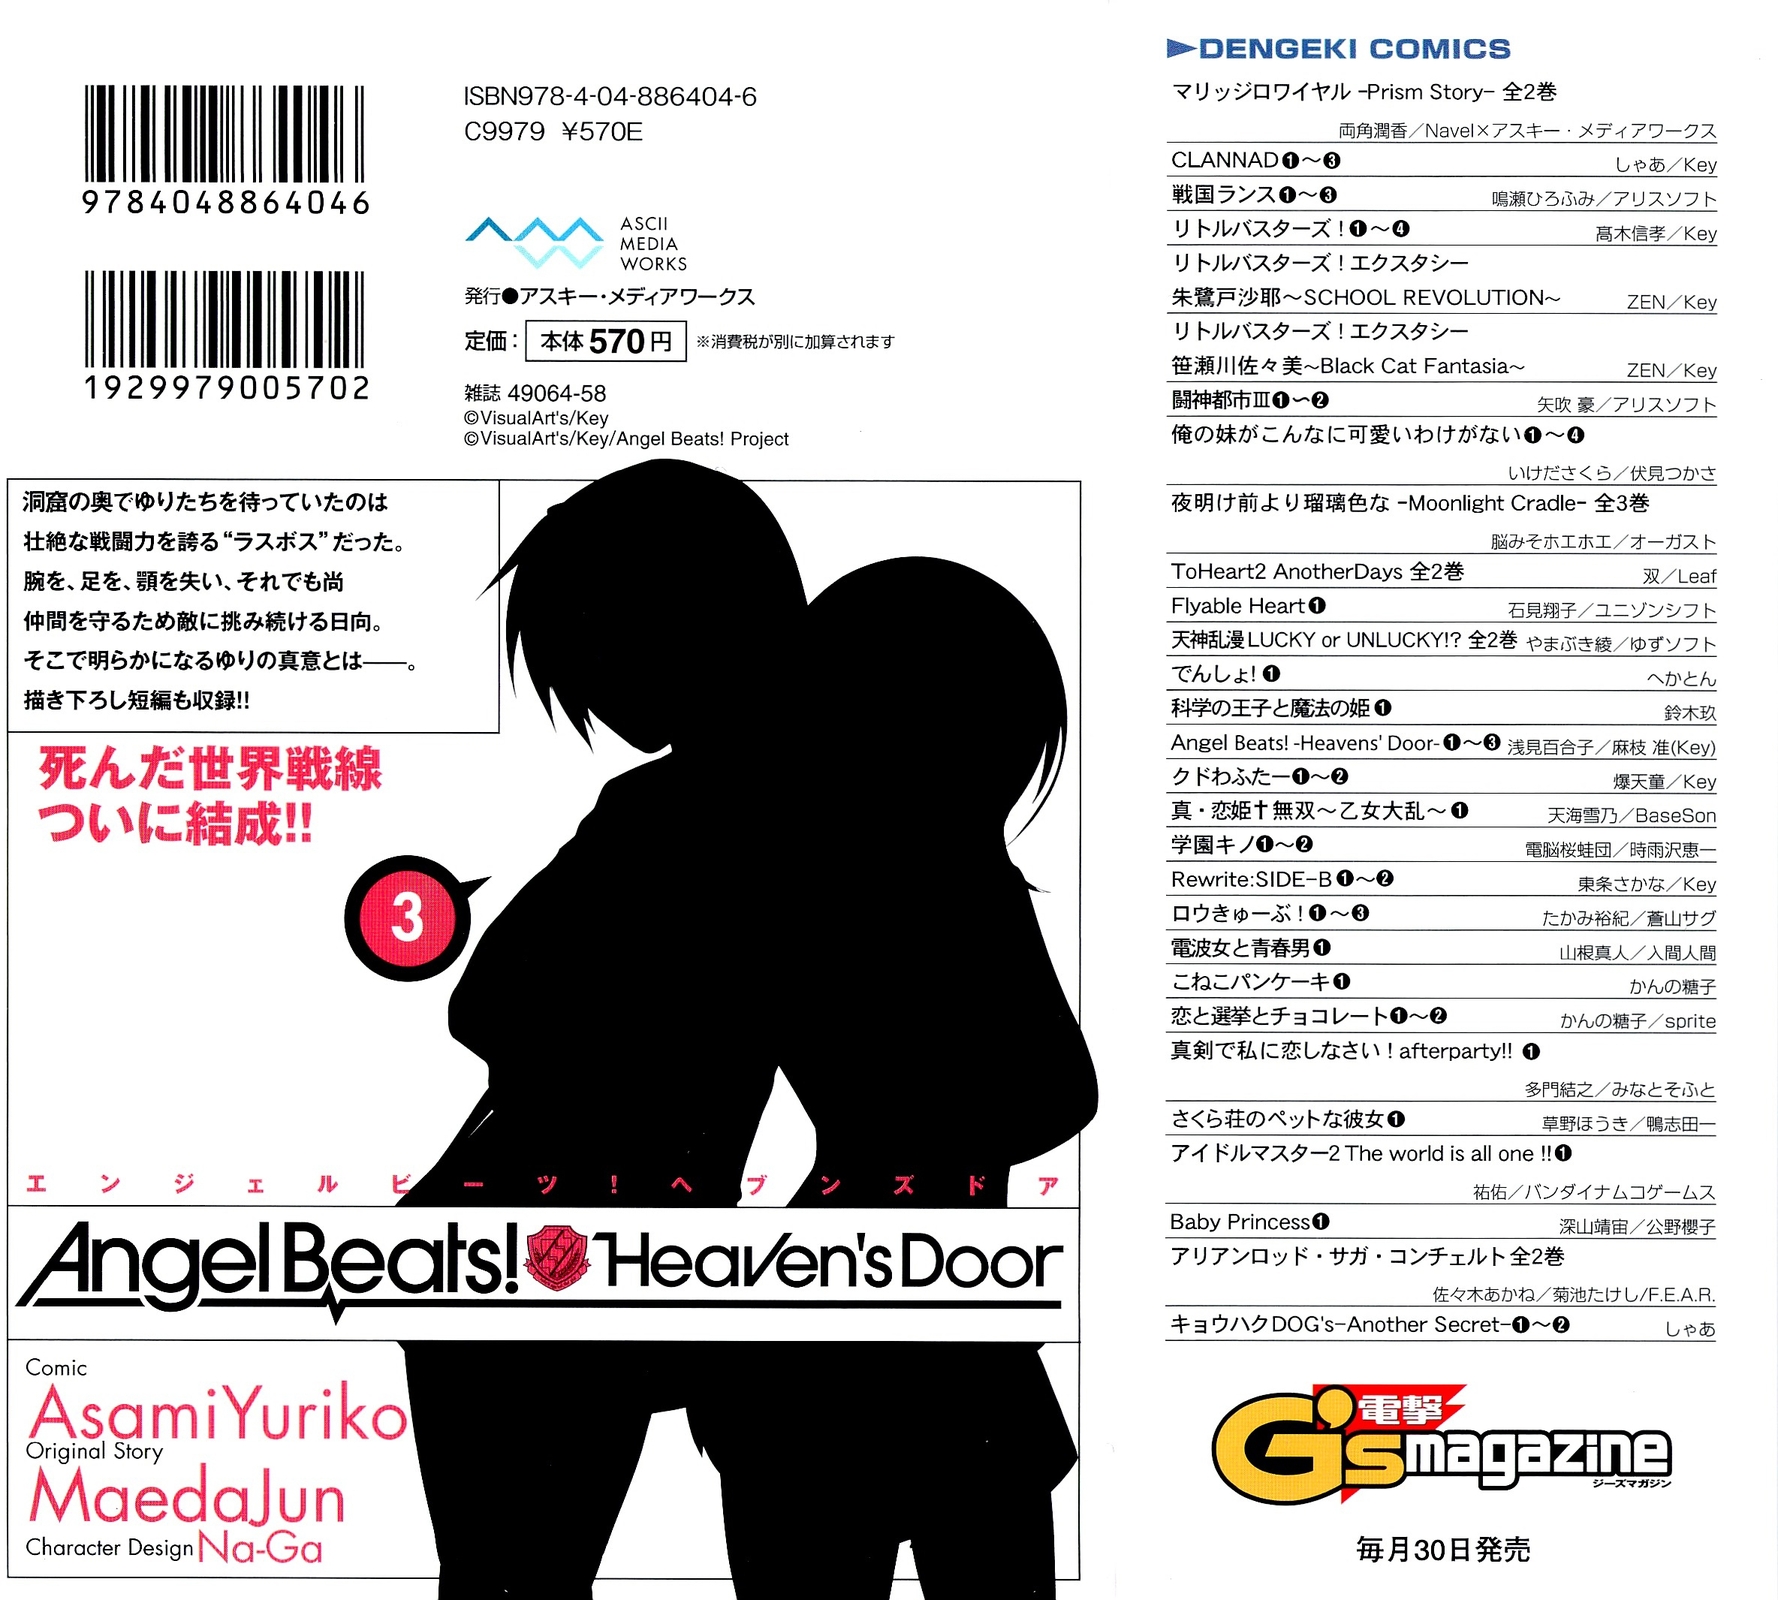 9784048864046
1929979005702
ISBN978-4-04-886404-6
C9979 ¥570E
ASCII
MEDIA
WORKS
発行●アスキー・メディアワークス
定価： 本体 570 円 ※消費税が別に加算されます
雑誌 49064-58
©VisualArt's/Key
©VisualArt's/Key/Angel Beats! Project
洞窟の奥でゆりたちを待っていたのは
壮絶な戦闘力を誇る“ラスボス”だった。
腕を、足を、顎を失い、それでも尚
仲間を守るため敵に挑み続ける日向。
そこで明らかになるゆりの真意とは――。
描き下ろし短編も収録!!
死んだ世界戦線
ついに結成!!
3
エンジェルビーツ！ヘブンズドア
Angel Beats! Heaven's Door
Comic
AsamiYuriko
Original Story
MaedaJun
Character Design Na-Ga
▶DENGEKI COMICS
マリッジロワイヤル -Prism Story- 全2巻
両角潤香／Navel×アスキー・メディアワークス
CLANNAD❶〜❸ しゃあ／Key
戦国ランス❶〜❸ 鳴瀬ひろふみ／アリスソフト
リトルバスターズ！❶〜❹ 髙木信孝／Key
リトルバスターズ！エクスタシー
朱鷺戸沙耶〜SCHOOL REVOLUTION〜 ZEN／Key
リトルバスターズ！エクスタシー
笹瀬川佐々美〜Black Cat Fantasia〜 ZEN／Key
闘神都市Ⅲ❶〜❷ 矢吹 豪／アリスソフト
俺の妹がこんなに可愛いわけがない❶〜❹
いけださくら／伏見つかさ
夜明け前より瑠璃色な -Moonlight Cradle- 全3巻
脳みそホエホエ／オーガスト
ToHeart2 AnotherDays 全2巻 双／Leaf
Flyable Heart❶ 石見翔子／ユニゾンシフト
天神乱漫 LUCKY or UNLUCKY!? 全2巻 やまぶき綾／ゆずソフト
でんしょ! ❶ へかとん
科学の王子と魔法の姫❶ 鈴木玖
Angel Beats! -Heavens' Door-❶〜❸ 浅見百合子／麻枝 准(Key)
クドわふたー❶〜❷ 爆天童／Key
真・恋姫†無双〜乙女大乱〜❶ 天海雪乃／BaseSon
学園キノ❶〜❷ 電脳桜蛙団／時雨沢恵一
Rewrite:SIDE-B❶〜❷ 東条さかな／Key
ロウきゅーぶ！❶〜❸ たかみ裕紀／蒼山サグ
電波女と青春男❶ 山根真人／入間人間
こねこパンケーキ❶ かんの糖子
恋と選挙とチョコレート❶〜❷ かんの糖子／sprite
真剣で私に恋しなさい！afterparty!! ❶
多門結之／みなとそふと
さくら荘のペットな彼女❶ 草野ほうき／鴨志田一
アイドルマスター2 The world is all one !!❶
祐佑／バンダイナムコゲームス
Baby Princess❶ 深山靖宙／公野櫻子
アリアンロッド・サガ・コンチェルト 全2巻
佐々木あかね／菊池たけし/F.E.A.R.
キョウハクDOG's-Another Secret-❶〜❷ しゃあ
電撃
G's magazine
ジーズマガジン
毎月30日発売